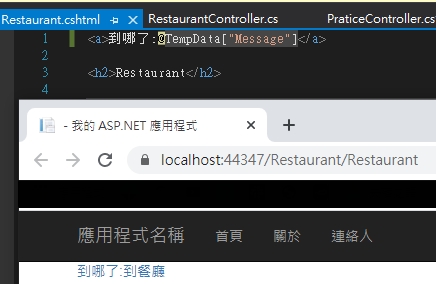 Restaurant.cshtml RestaurantController.cs PraticeController.cs
1 <a>到哪了:@TempData["Message"]</a>
2
3 <h2>Restaurant</h2>
4
- 我的 ASP.NET 應用程式
localhost:44347/Restaurant/Restaurant
應用程式名稱 首頁 關於 連絡人
到哪了:到餐廳